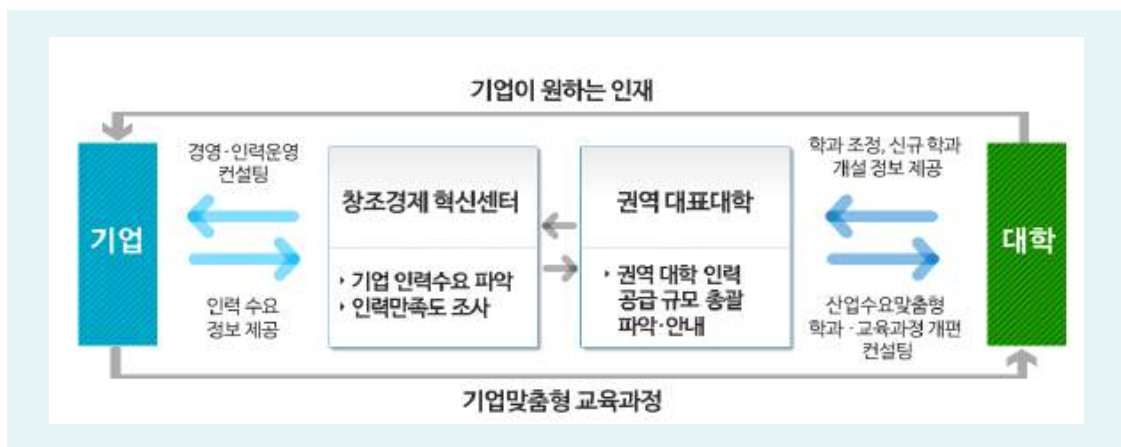 기업이 원하는 인재
기업
경영·인력운영
컨설팅
인력 수요
정보 제공
창조경제 혁신센터
‣ 기업 인력수요 파악
‣ 인력만족도 조사
권역 대표대학
‣ 권역 대학 인력
공급 규모 총괄
파악·안내
학과 조정, 신규 학과
개설 정보 제공
산업수요맞춤형
학과·교육과정 개편
컨설팅
대학
기업맞춤형 교육과정